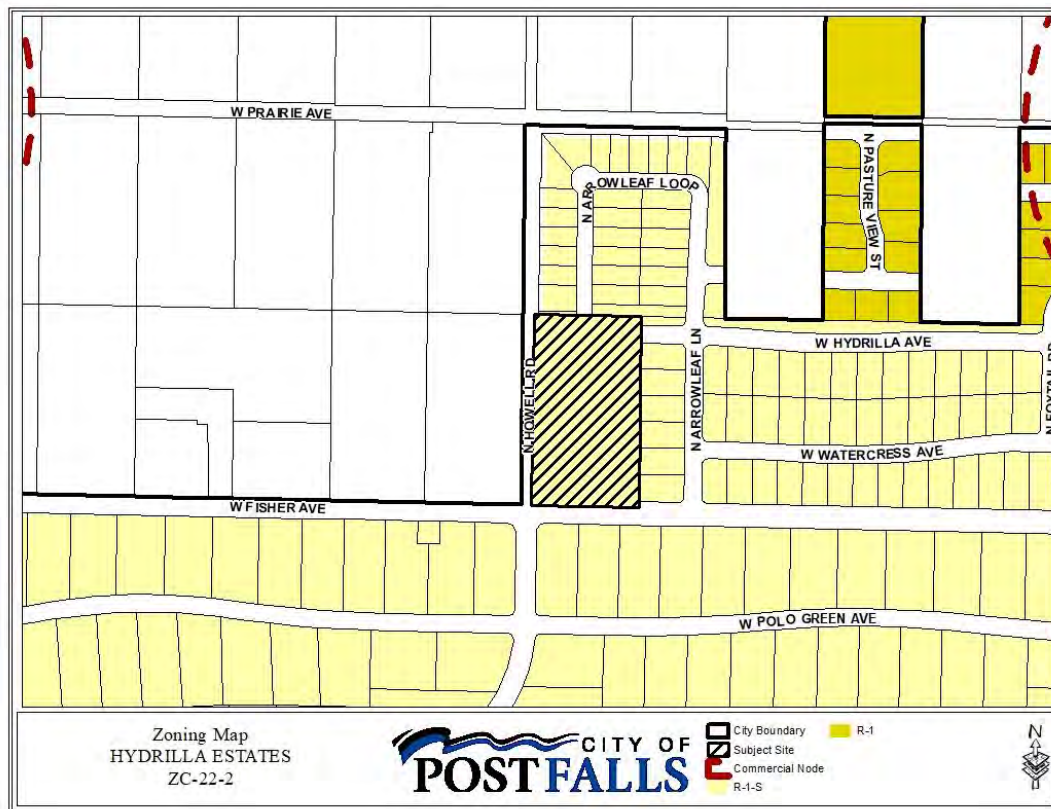 W PRAIRIE AVE
N ARROWLEAF LOOP
N PASTURE VIEW ST
W HYDRILLA AVE
N HOWELL RD
N ARROWLEAF LN
N FOXTAIL DR
W WATERCRESS AVE
W FISHER AVE
W POLO GREEN AVE
Zoning Map
HYDRILLA ESTATES
ZC-22-2
CITY OF
POST FALLS
City Boundary
Subject Site
Commercial Node
R-1-S
R-1
N